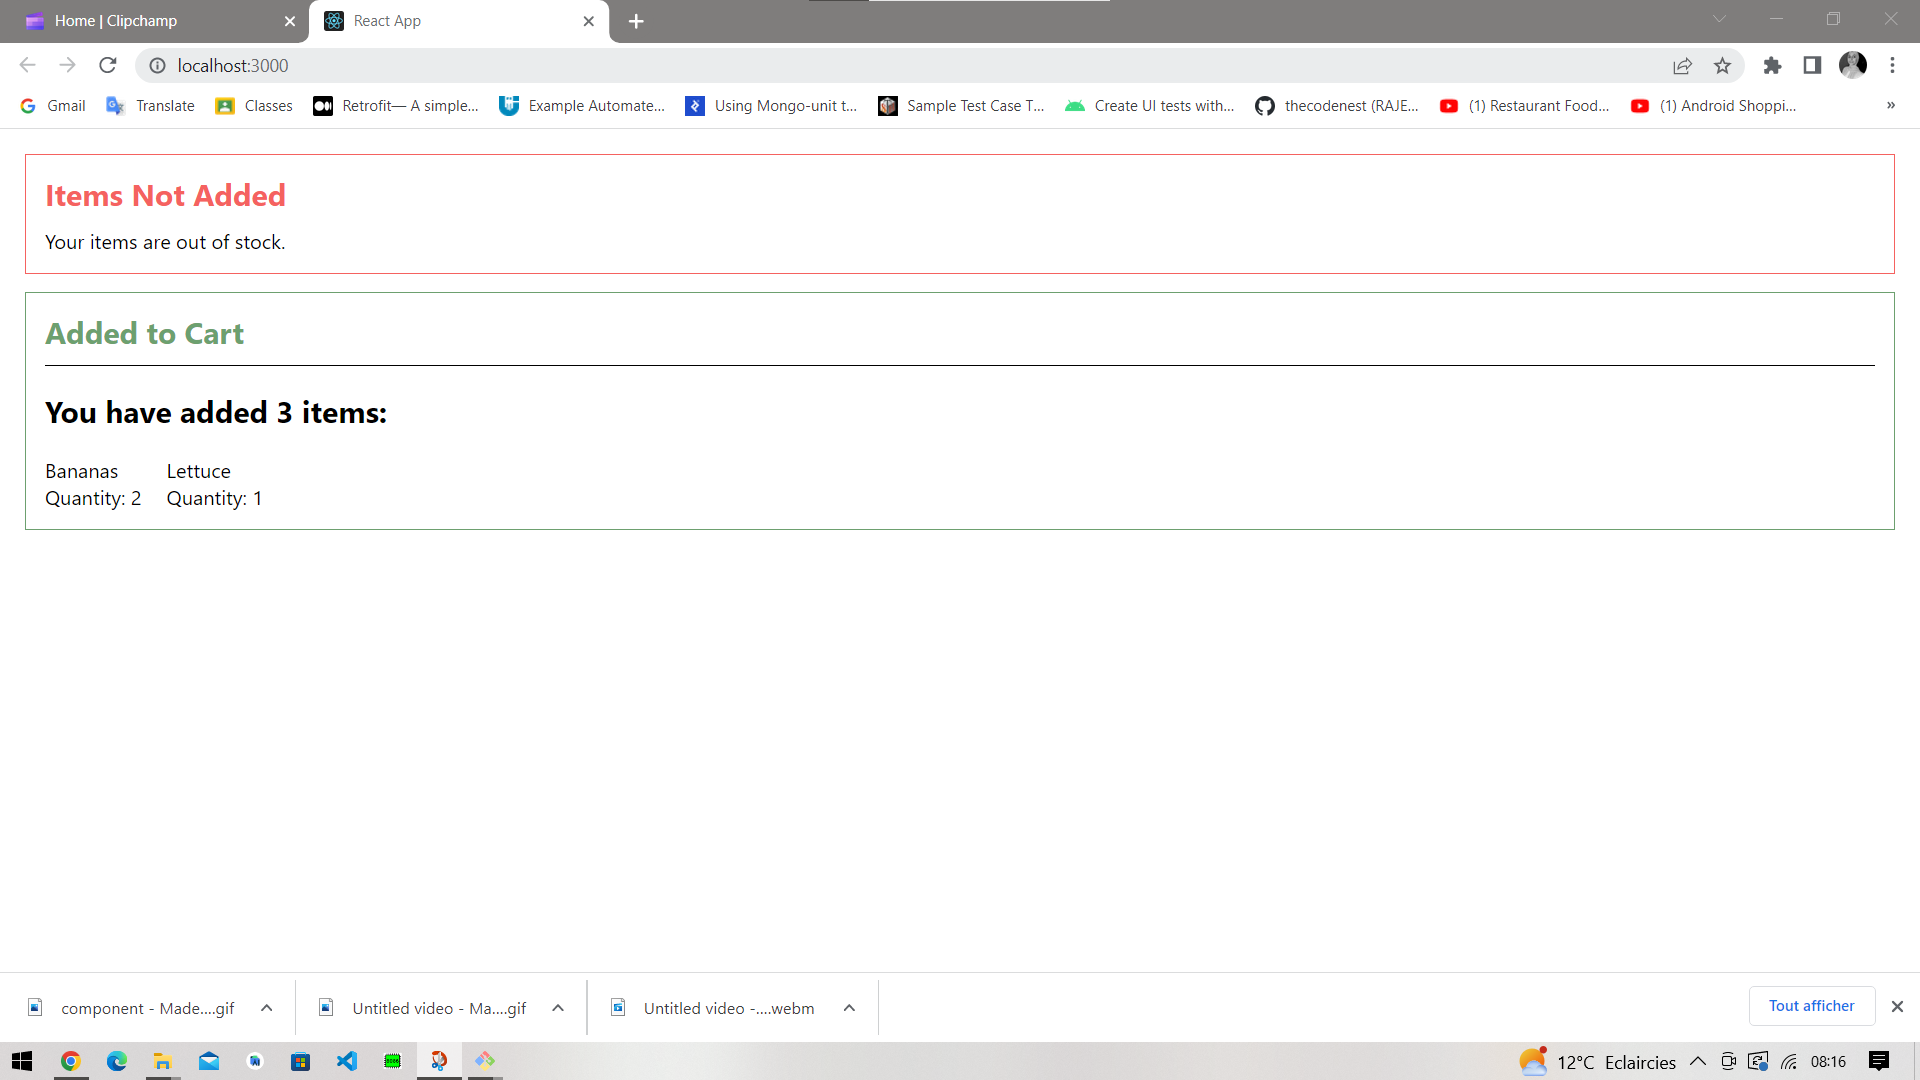 Home | Clipchamp
React App
localhost:3000
Gmail
Translate
Classes
Retrofit— A simple...
Example Automate...
Using Mongo-unit t...
Sample Test Case T...
Create UI tests with...
thecodenest (RAJE...
(1) Restaurant Food...
(1) Android Shoppi...
»
Items Not Added
Your items are out of stock.
Added to Cart
You have added 3 items:
Bananas Lettuce
Quantity: 2 Quantity: 1
component - Made....gif
Untitled video - Ma....gif
Untitled video -....webm
Tout afficher
12°C Eclaircies
08:16